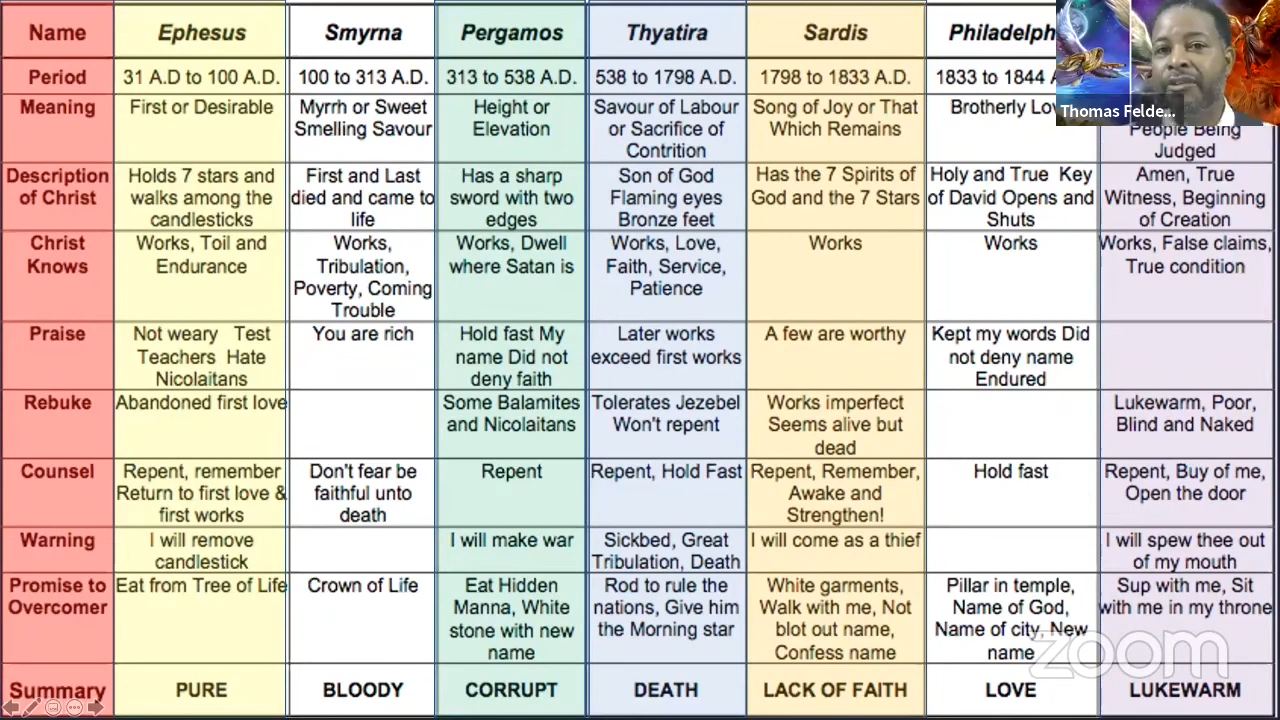 Name Ephesus Smyrna Pergamos Thyatira Sardis Philadelph
Period 31 A.D to 100 A.D. 100 to 313 A.D. 313 to 538 A.D. 538 to 1798 A.D. 1798 to 1833 A.D. 1833 to 1844 A
Meaning First or Desirable Myrrh or Sweet Height or Savour of Labour Song of Joy or That Brotherly Lov
Smelling Savour Elevation or Sacrifice of Which Remains People Being
Contrition Judged
Thomas Felde...
Description Holds 7 stars and First and Last Has a sharp Son of God Has the 7 Spirits of Holy and True Key Amen, True
of Christ walks among the died and came to sword with two Flaming eyes God and the 7 Stars of David Opens and Witness, Beginning
candlesticks life edges Bronze feet Shuts of Creation
Christ Works, Toil and Works, Works, Dwell Works, Love, Works Works Works, False claims,
Knows Endurance Tribulation, where Satan is Faith, Service, True condition
Poverty, Coming Patience
Trouble
Praise Not weary Test You are rich Hold fast My Later works A few are worthy Kept my words Did
Teachers Hate name Did not exceed first works not deny name
Nicolaitans deny faith Endured
Rebuke Abandoned first love Some Balamites Tolerates Jezebel Works imperfect Lukewarm, Poor,
and Nicolaitans Won't repent Seems alive but Blind and Naked
dead
Counsel Repent, remember Don't fear be Repent Repent, Hold Fast Repent, Remember, Hold fast Repent, Buy of me,
Return to first love & faithful unto Awake and Open the door
first works death Strengthen!
Warning I will remove I will make war Sickbed, Great I will come as a thief I will spew thee out
candlestick Tribulation, Death of my mouth
Promise to Eat from Tree of Life Crown of Life Eat Hidden Rod to rule the White garments, Pillar in temple, Sup with me, Sit
Overcomer Manna, White nations, Give him Walk with me, Not Name of God, with me in my throne
stone with new the Morning star blot out name, Name of city, New
name Confess name name
zoom
Summary PURE BLOODY CORRUPT DEATH LACK OF FAITH LOVE LUKEWARM